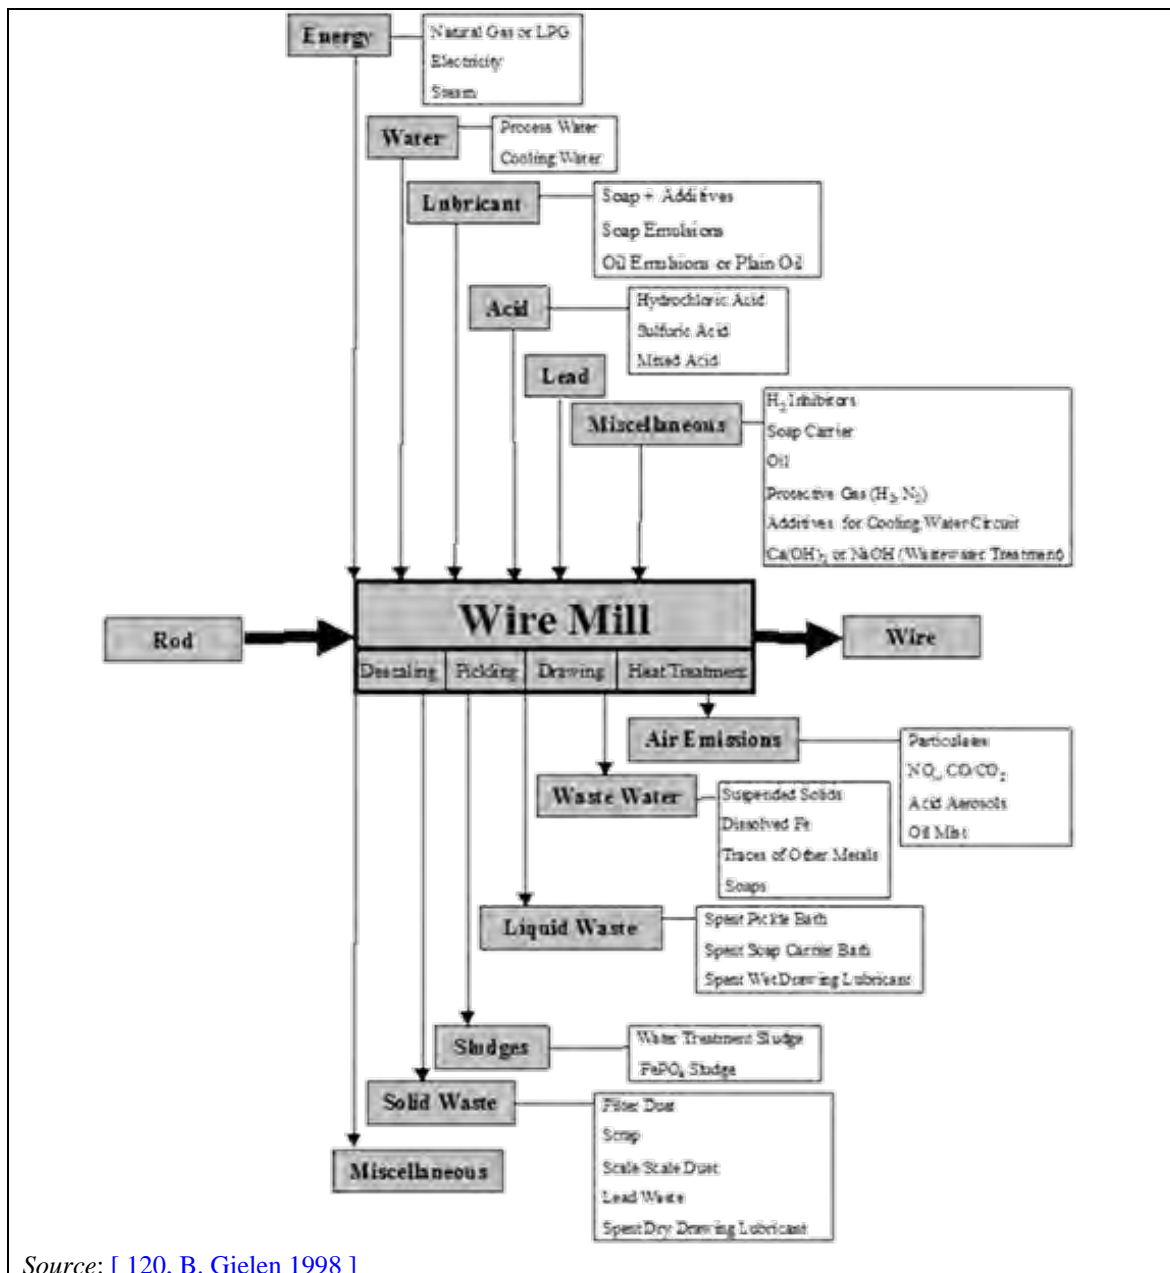 Energy
Natural Gas or LPG
Electricity
Steam
Water
Process Water
Cooling Water
Lubricant
Soap + Additives
Soap Emulsions
Oil Emulsions or Plain Oil
Acid
Hydrochloric Acid
Sulfuric Acid
Mixed Acid
Lead
Miscellaneous
H2 Inhibitors
Soap Carrier
Oil
Protective Gas (H2, N2)
Additives for Cooling Water Circuit
Ca(OH)2 or NaOH (Wastewater Treatment)
Rod
Wire Mill
Wire
Descaling Pickling Drawing Heat Treatment
Air Emissions
Particulates
NOx, CO/CO2
Acid Aerosols
Oil Mist
Waste Water
Suspended Solids
Dissolved Fe
Traces of Other Metals
Soaps
Liquid Waste
Spent Pickle Bath
Spent Soap Carrier Bath
Spent Wet Drawing Lubricant
Sludges
Water Treatment Sludge
FePO4 Sludge
Solid Waste
Filter Dust
Scrap
Scale/Scale Dust
Lead Waste
Spent Dry Drawing Lubricant
Miscellaneous
Source: [ 120, B. Gielen 1998 ]